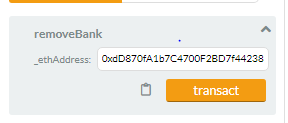 removeBank
_ethAddress: 0xdD870fA1b7C4700F2BD7f44238
transact